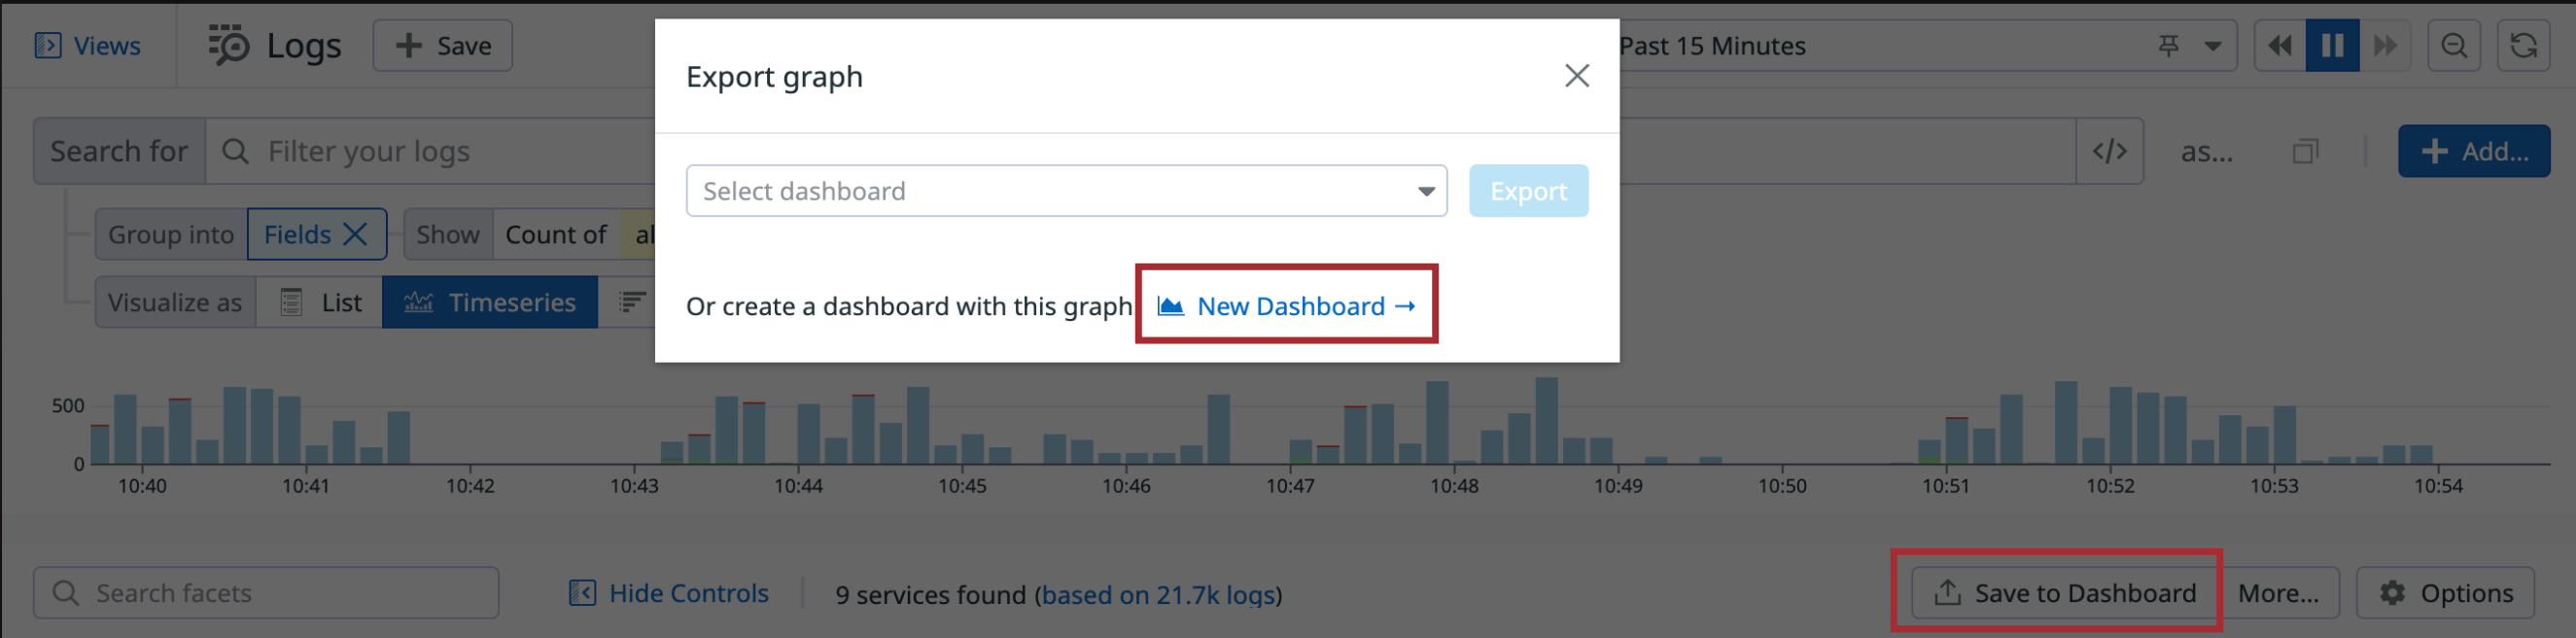 Views
Logs
Save
Export graph
Past 15 Minutes
Search for
Filter your logs
Select dashboard
Export
</>
as...
Add...
Group into
Fields
Show
Count of
al
Or create a dashboard with this graph
New Dashboard →
Visualize as
List
Timeseries
500
0
10:40 10:41 10:42 10:43 10:44 10:45 10:46 10:47 10:48 10:49 10:50 10:51 10:52 10:53 10:54
Search facets
Hide Controls
9 services found (based on 21.7k logs)
Save to Dashboard
More...
Options